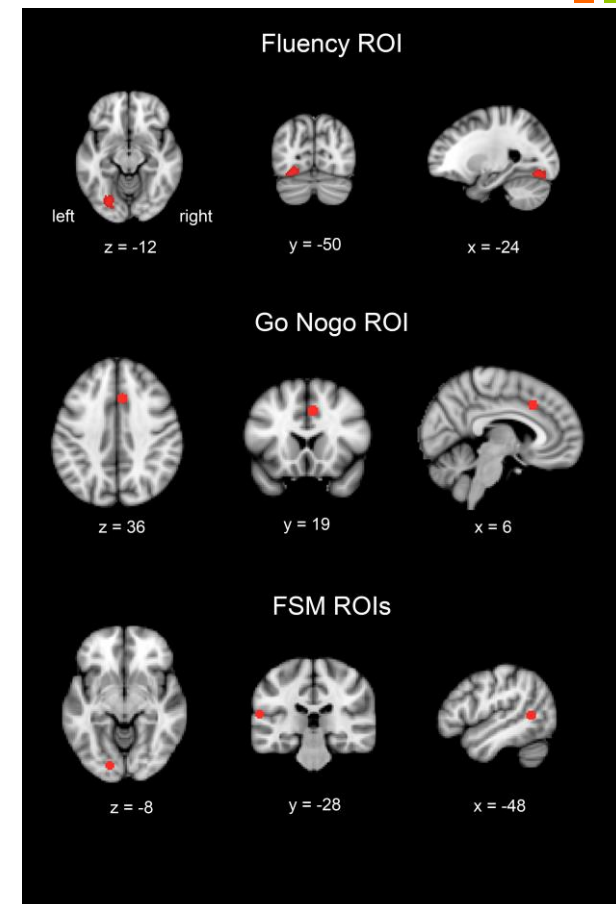 Fluency ROI
left right
z = -12 y = -50 x = -24
Go Nogo ROI
z = 36 y = 19 x = 6
FSM ROIs
z = -8 y = -28 x = -48